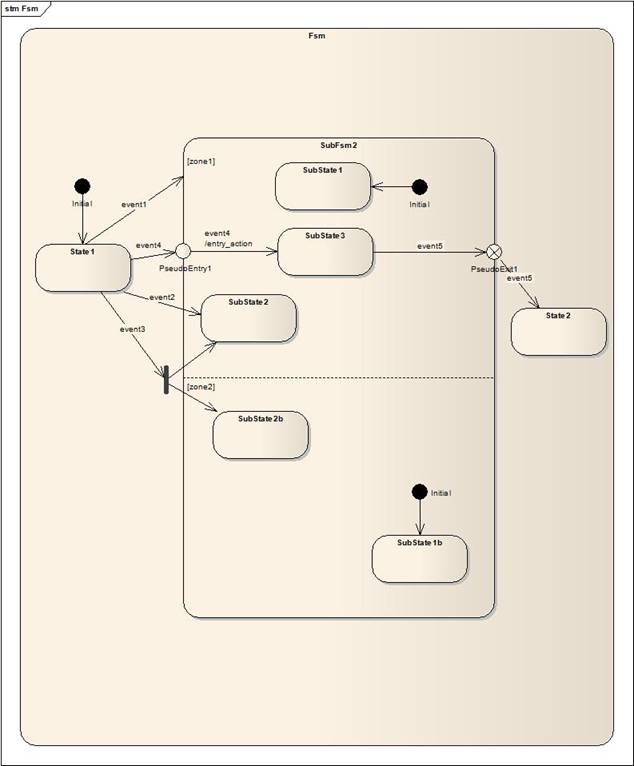 stm Fsm
Fsm
SubFsm2
[zone1]
SubState1
Initial
Initial
event1
event4
/entry_action
SubState3
event4
State1
event5
PseudoEntry1
PseudoExit1
event5
event2
SubState2
State2
event3
[zone2]
SubState2b
Initial
SubState1b